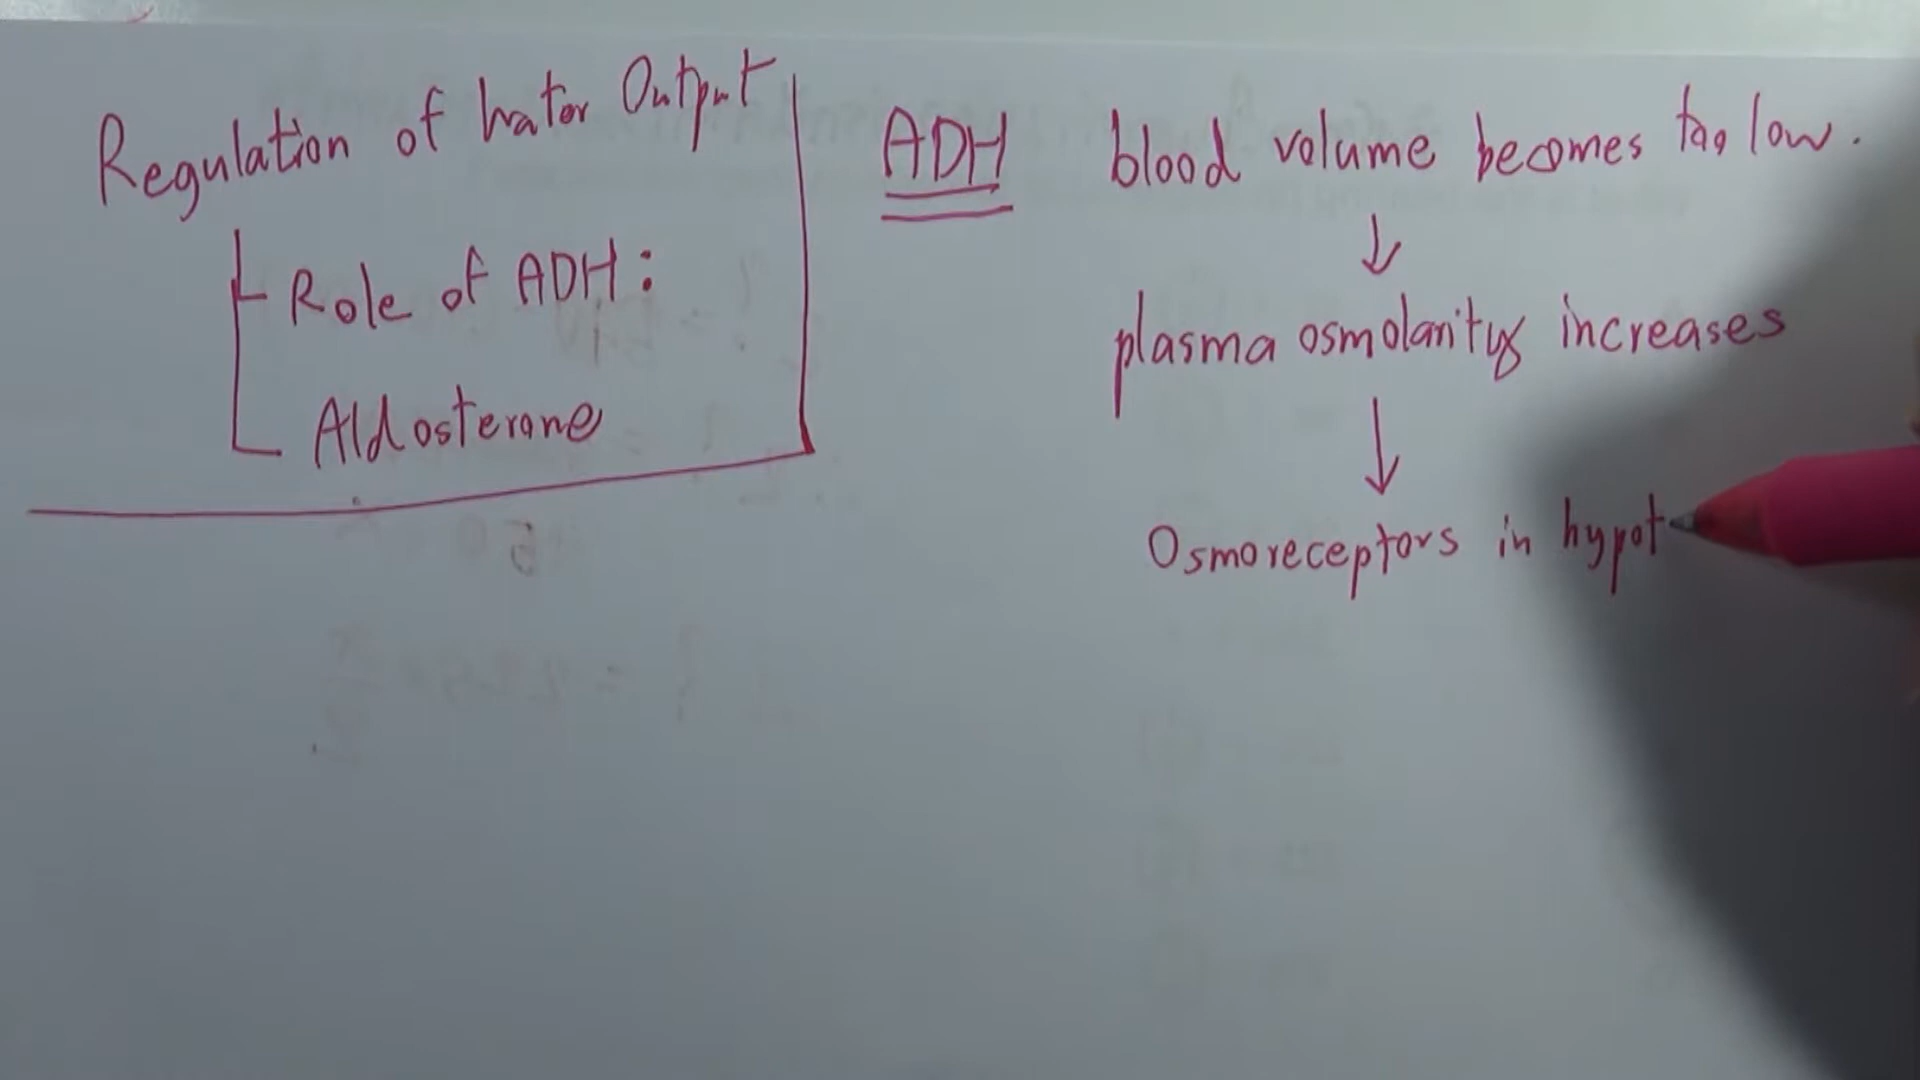 Regulation of Water Output
Role of ADH:
Aldosterone
ADH
blood volume becomes too low.
plasma osmolarity increases
Osmoreceptors in hypot